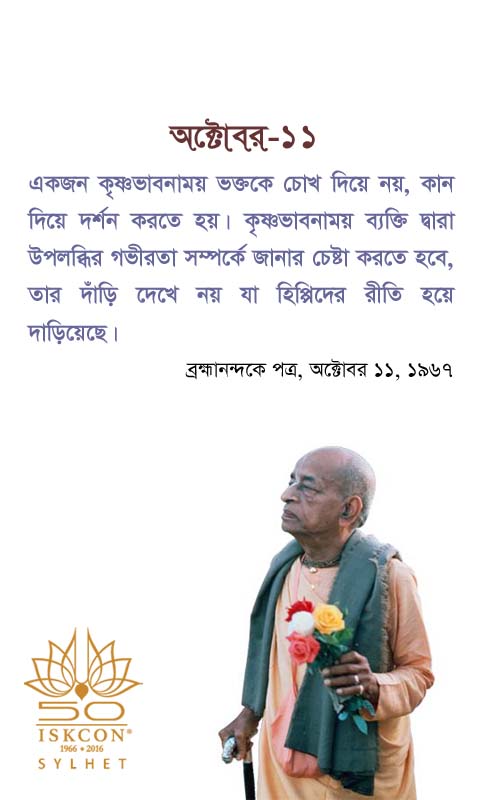 অক্টোবর-১১
একজন কৃষ্ণভাবনাময় ভক্তকে চোখ দিয়ে নয়, কান
দিয়ে দর্শন করতে হয়। কৃষ্ণভাবনাময় ব্যক্তি দ্বারা
উপলব্ধির গভীরতা সম্পর্কে জানার চেষ্টা করতে হবে,
তার দাঁড়ি দেখে নয় যা হিপ্পিদের রীতি হয়ে
দাড়িয়েছে।
ব্রহ্মানন্দকে পত্র, অক্টোবর ১১, ১৯৬৭
50
ISKCON®
1966 • 2016
SYLHET